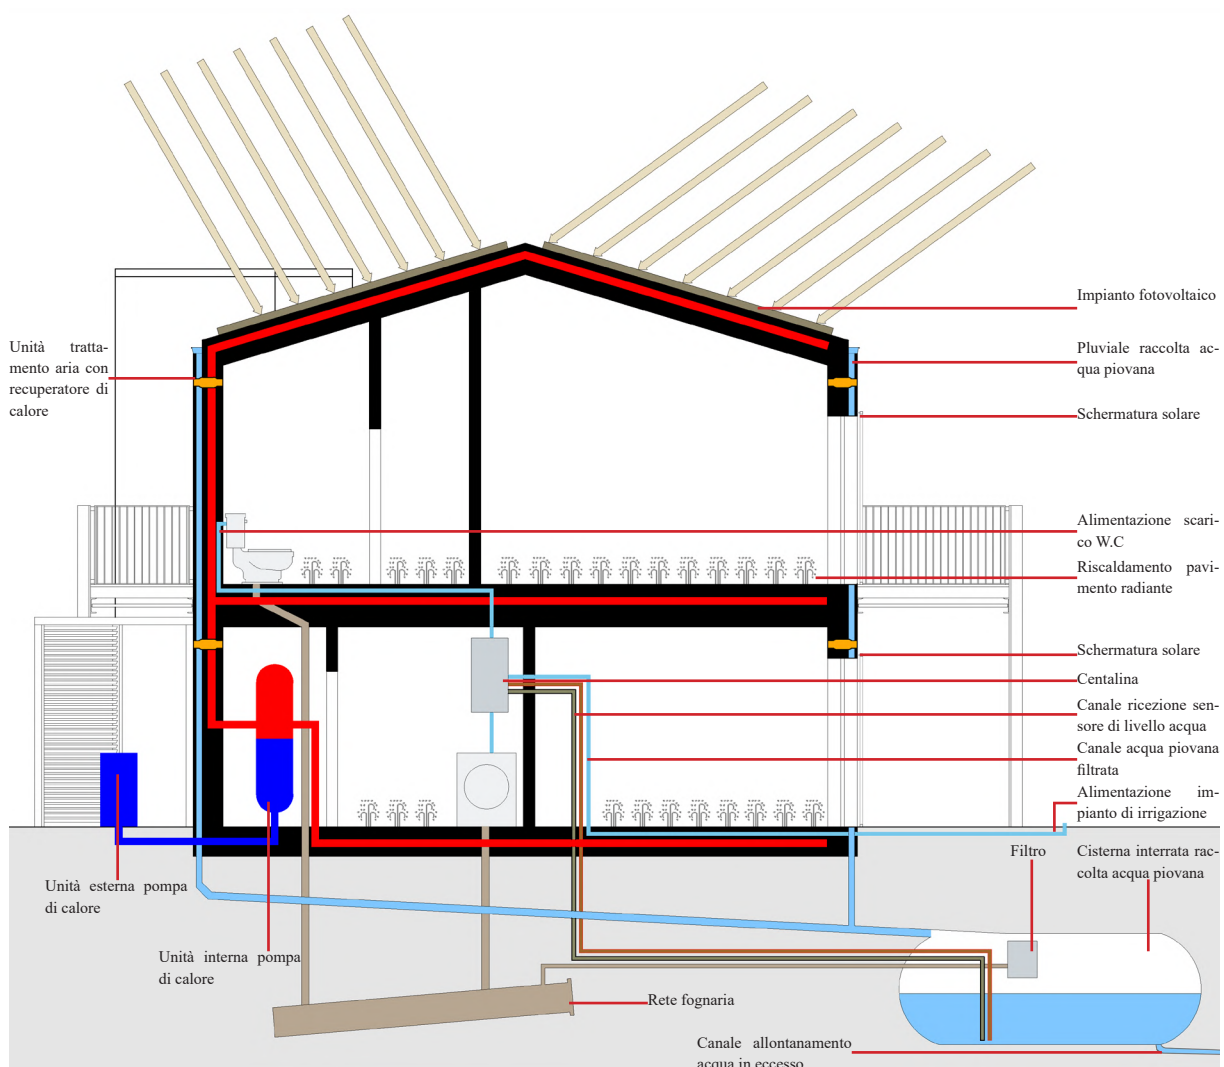 Impianto fotovoltaico
Unità tratta-
mento aria con
recuperatore di
calore
Pluviale raccolta ac-
qua piovana
Schermatura solare
Alimentazione scari-
co W.C
Riscaldamento pavi-
mento radiante
Schermatura solare
Centalina
Canale ricezione sen-
sore di livello acqua
Canale acqua piovana
filtrata
Alimentazione im-
pianto di irrigazione
Filtro
Cisterna interrata rac-
colta acqua piovana
Unità esterna pompa
di calore
Unità interna pompa
di calore
Rete fognaria
Canale allontanamento
acqua in eccesso